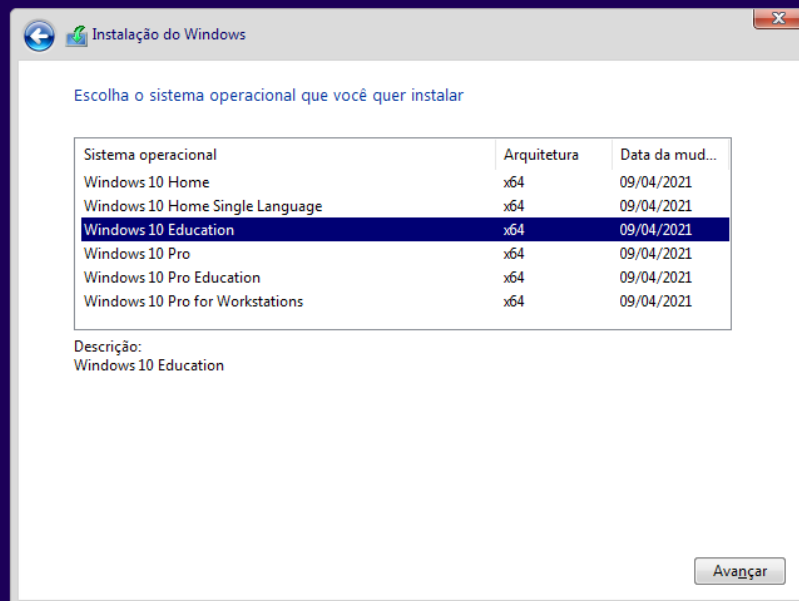 Instalação do Windows
Escolha o sistema operacional que você quer instalar
Sistema operacional Arquitetura Data da mud...
Windows 10 Home x64 09/04/2021
Windows 10 Home Single Language x64 09/04/2021
Windows 10 Education x64 09/04/2021
Windows 10 Pro x64 09/04/2021
Windows 10 Pro Education x64 09/04/2021
Windows 10 Pro for Workstations x64 09/04/2021
Descrição:
Windows 10 Education
Avançar